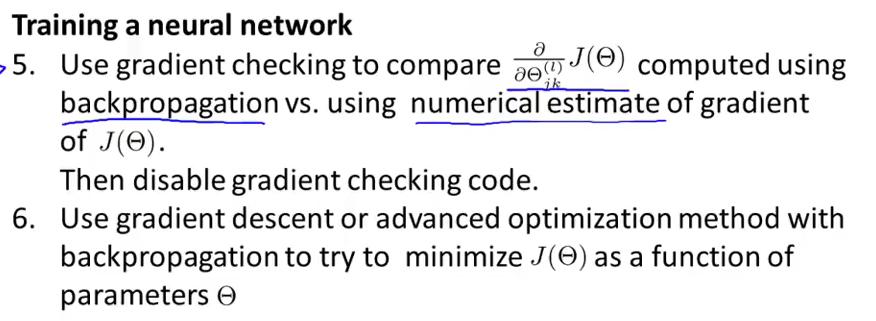 Training a neural network
5. Use gradient checking to compare ∂/∂Θ_jk^(l) J(Θ) computed using
backpropagation vs. using numerical estimate of gradient
of J(Θ).
Then disable gradient checking code.
6. Use gradient descent or advanced optimization method with
backpropagation to try to minimize J(Θ) as a function of
parameters Θ